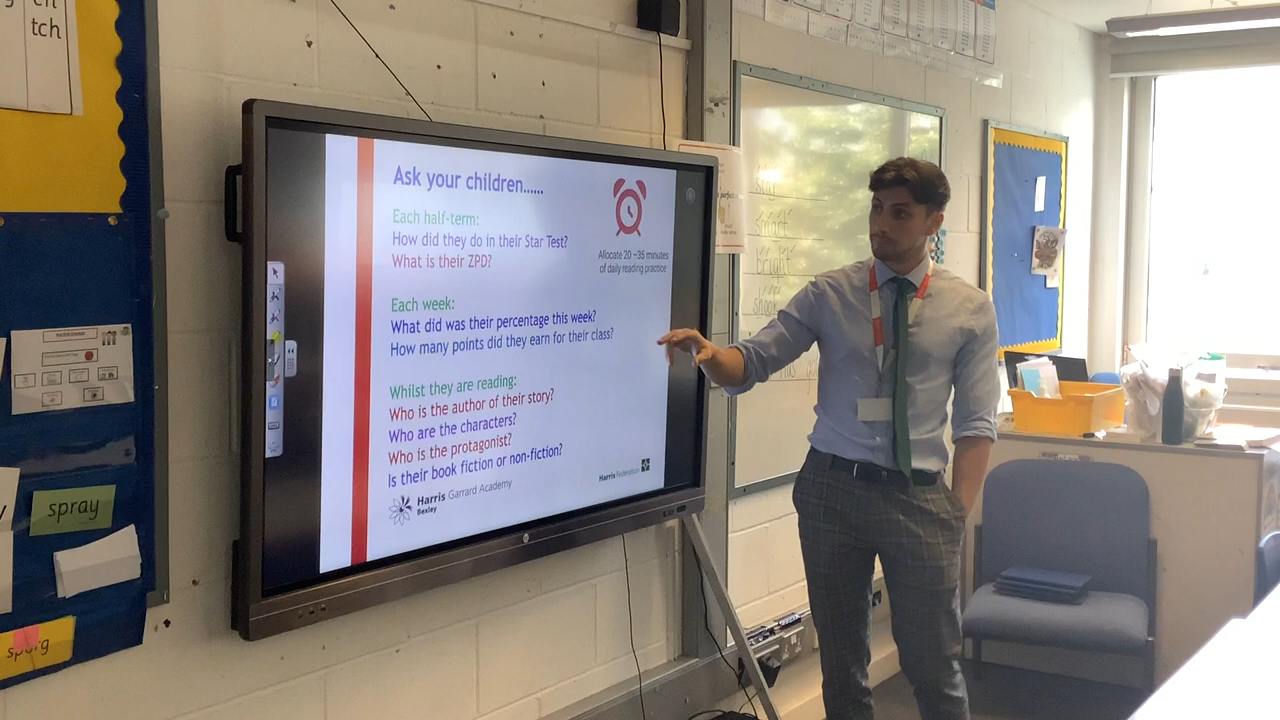 tch
Ask your children......
Each half-term:
How did they do in their Star Test?
What is their ZPD?
Allocate 20 –35 minutes
of daily reading practice
Each week:
What did was their percentage this week?
How many points did they earn for their class?
Whilst they are reading:
Who is the author of their story?
Who are the characters?
Who is the protagonist?
Is their book fiction or non-fiction?
Harris Garrard Academy
Bexley
Harris Federation
star
smart
bright
spray